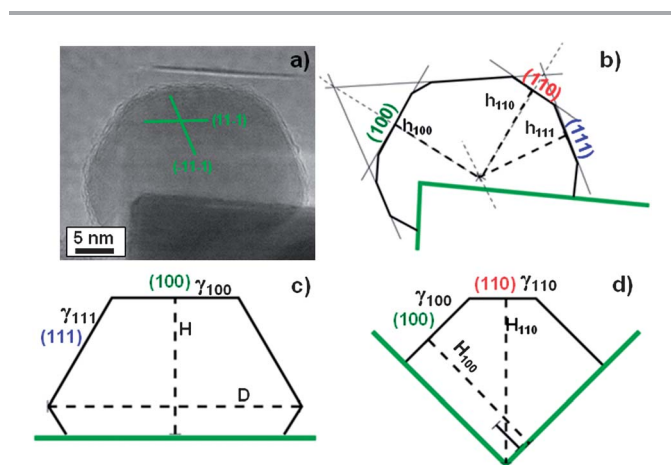 a)
(11.1)
(-11.1)
5 nm
b)
(110)
(100)
h₁₁₀
(111)
h₁₀₀
h₁₁₁
c)
(100)
γ₁₀₀
γ₁₁₁
(111)
H
D
d)
(110)
γ₁₁₀
γ₁₀₀
(100)
H₁₁₀
H₁₀₀